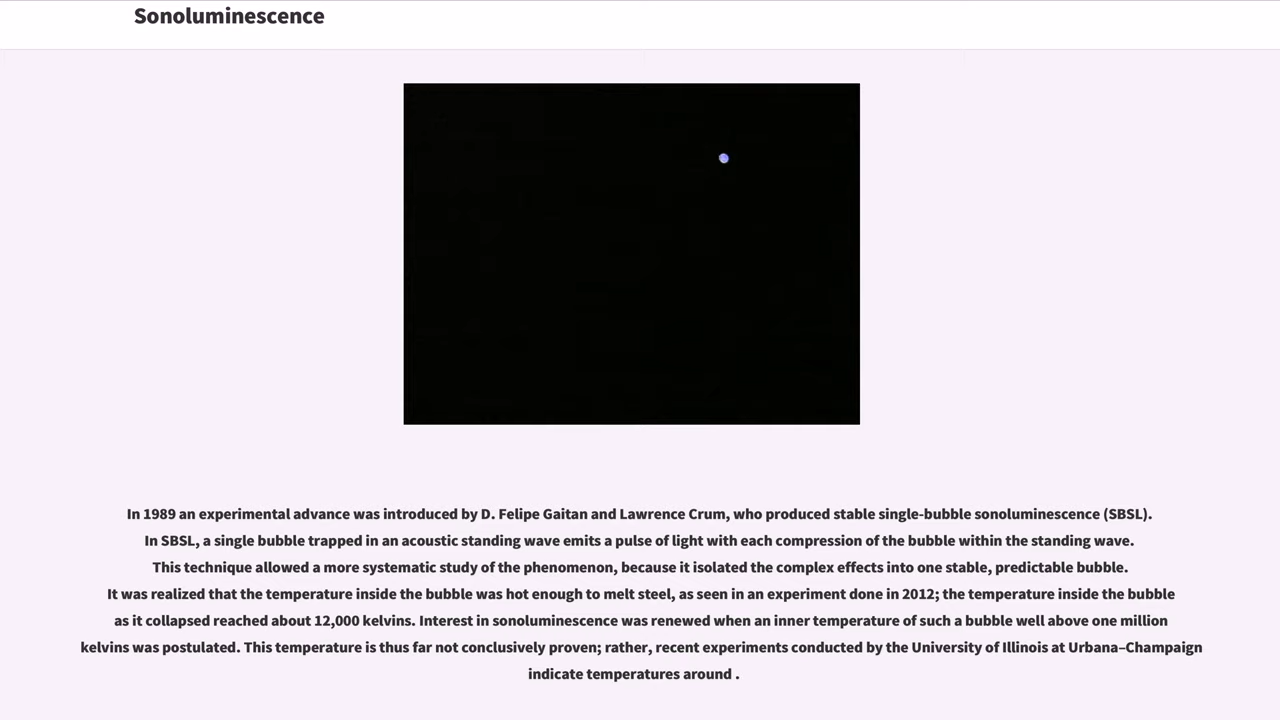 Sonoluminescence
In 1989 an experimental advance was introduced by D. Felipe Gaitan and Lawrence Crum, who produced stable single-bubble sonoluminescence (SBSL).
In SBSL, a single bubble trapped in an acoustic standing wave emits a pulse of light with each compression of the bubble within the standing wave.
This technique allowed a more systematic study of the phenomenon, because it isolated the complex effects into one stable, predictable bubble.
It was realized that the temperature inside the bubble was hot enough to melt steel, as seen in an experiment done in 2012; the temperature inside the bubble
as it collapsed reached about 12,000 kelvins. Interest in sonoluminescence was renewed when an inner temperature of such a bubble well above one million
kelvins was postulated. This temperature is thus far not conclusively proven; rather, recent experiments conducted by the University of Illinois at Urbana–Champaign
indicate temperatures around .